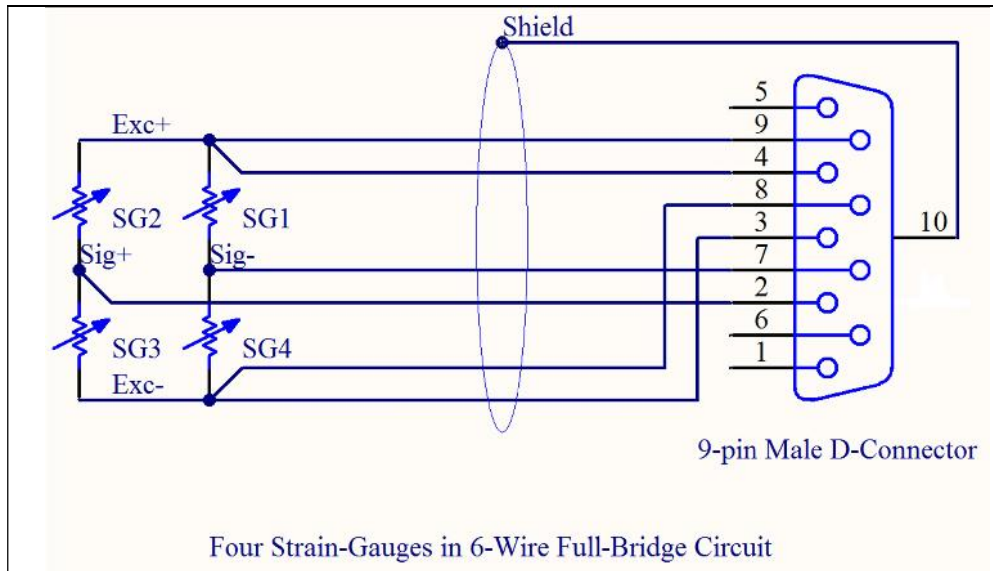 Shield
Exc+
5
9
4
8
3
10
7
2
6
1
SG2
SG1
Sig+
Sig-
SG3
SG4
Exc-
9-pin Male D-Connector
Four Strain-Gauges in 6-Wire Full-Bridge Circuit